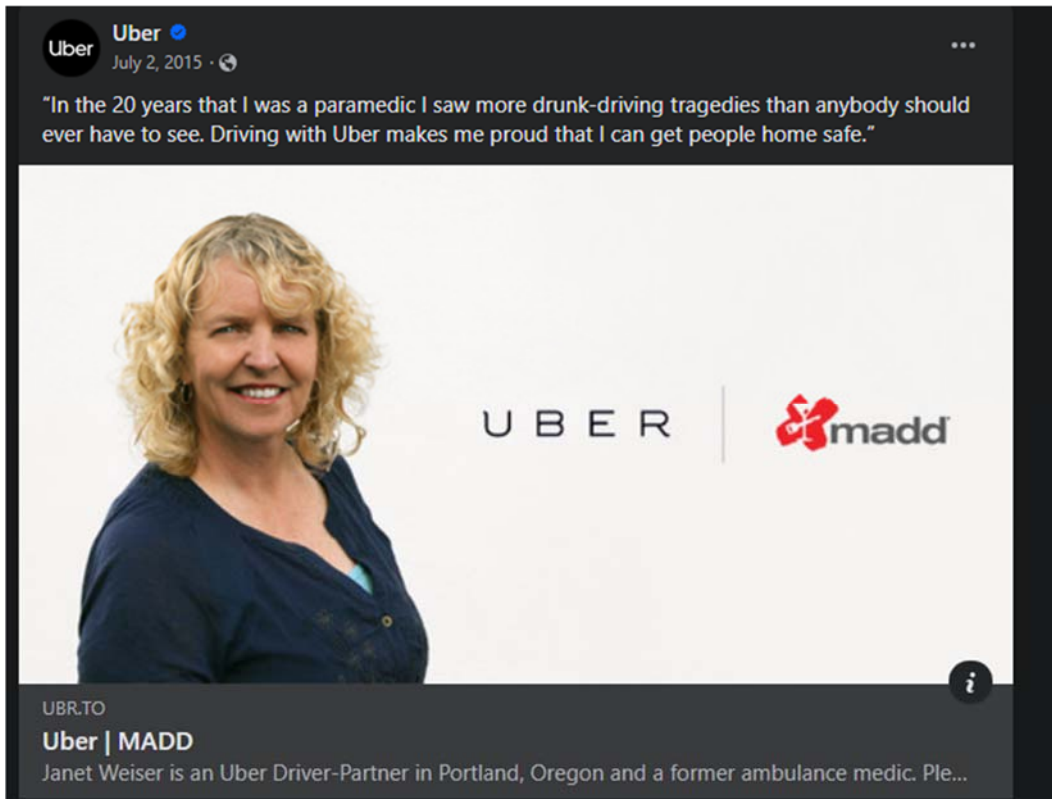 Uber
Uber
July 2, 2015 ·
“In the 20 years that I was a paramedic I saw more drunk-driving tragedies than anybody should
ever have to see. Driving with Uber makes me proud that I can get people home safe.”
UBER
madd
UBR.TO
Uber | MADD
Janet Weiser is an Uber Driver-Partner in Portland, Oregon and a former ambulance medic. Ple...